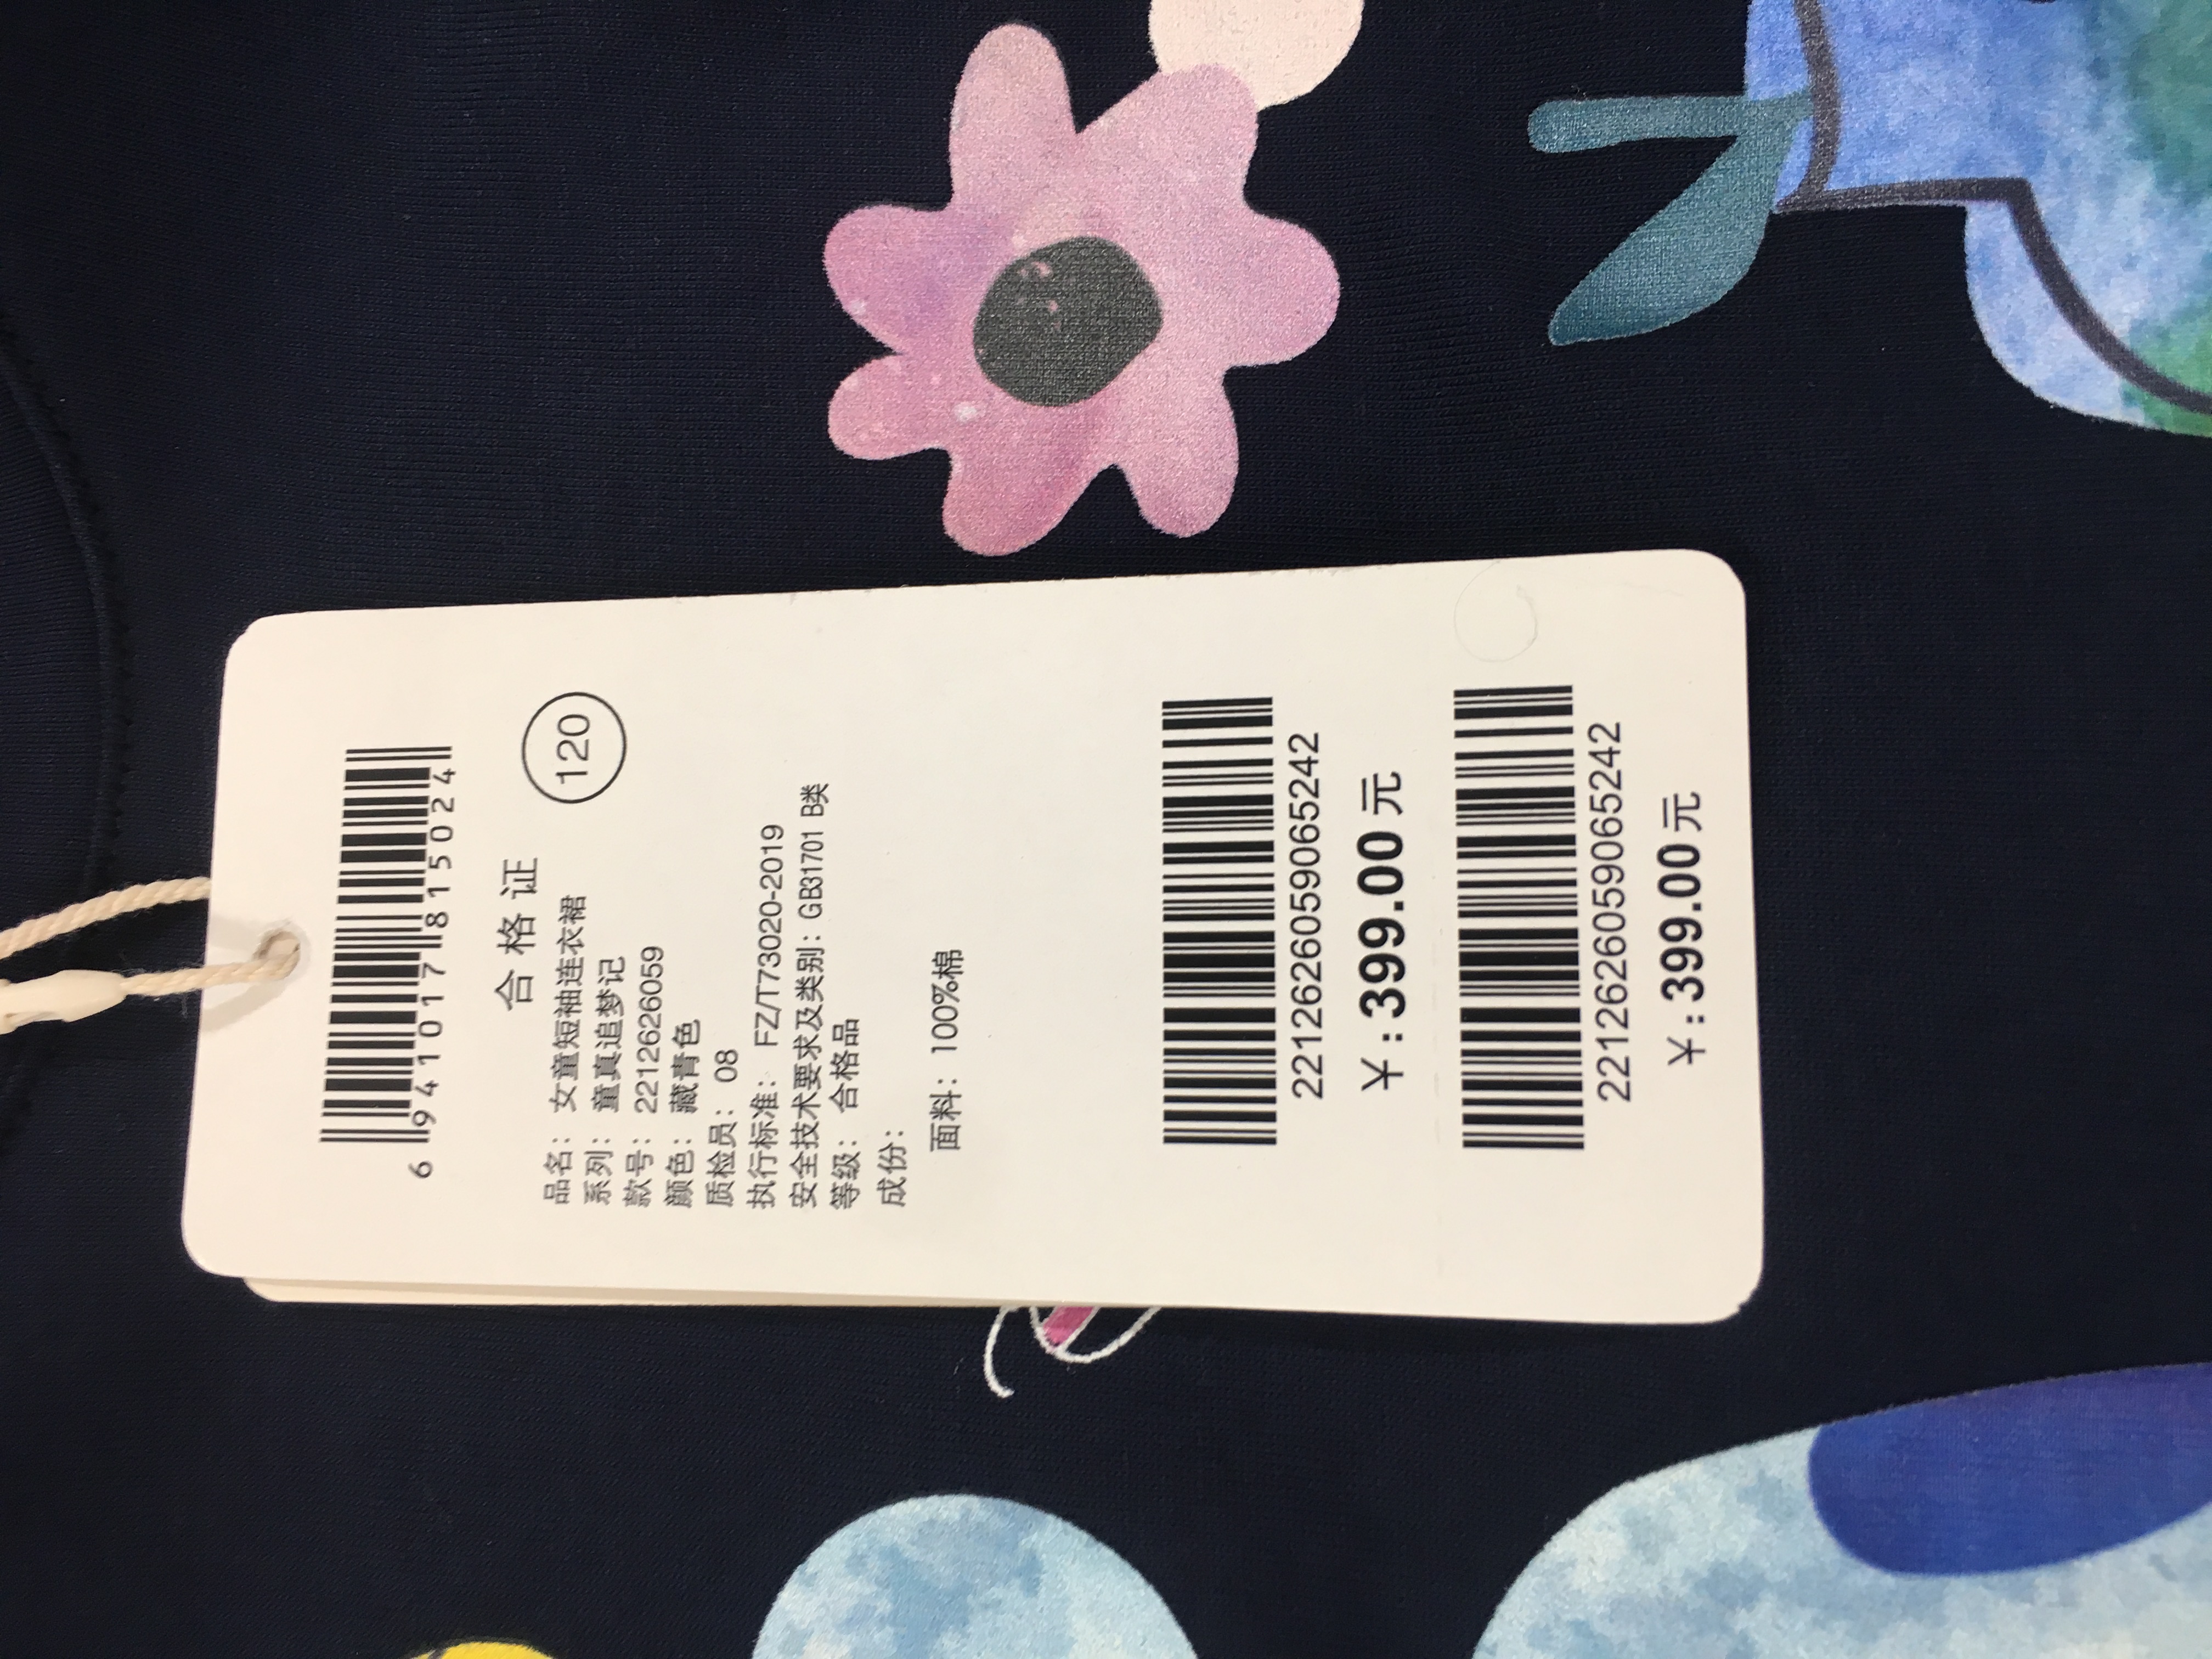 6 941017 815024
合格证
120
品名：女童短袖连衣裙
系列：童真追梦记
款号：2212626059
颜色：藏青色
质检员：08
执行标准：FZ/T73020-2019
安全技术要求及类别：GB31701 B类
等级：合格品
成份：
面料：100%棉
2212626059065242
￥:399.00元
2212626059065242
￥:399.00元